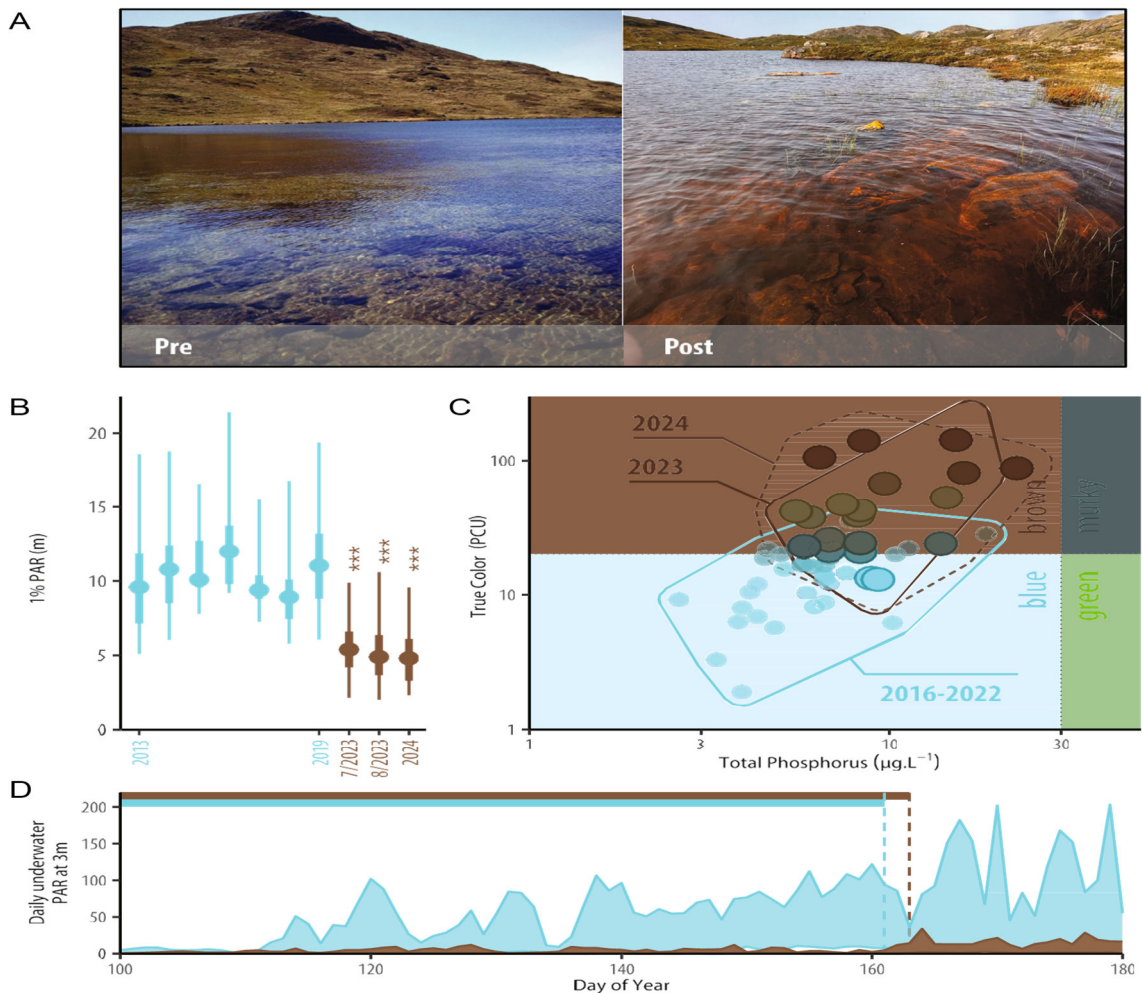 A
Pre
Post
B
1% PAR (m)
20
15
10
5
0
***
***
***
2013
2019
7/2023
8/2023
2024
C
True Color (PCU)
100
10
1
2024
2023
brown
murky
blue
green
2016-2022
1
3
10
30
Total Phosphorus (µg.L⁻¹)
D
Daily underwater
PAR at 3m
200
150
100
50
0
100
120
140
160
180
Day of Year